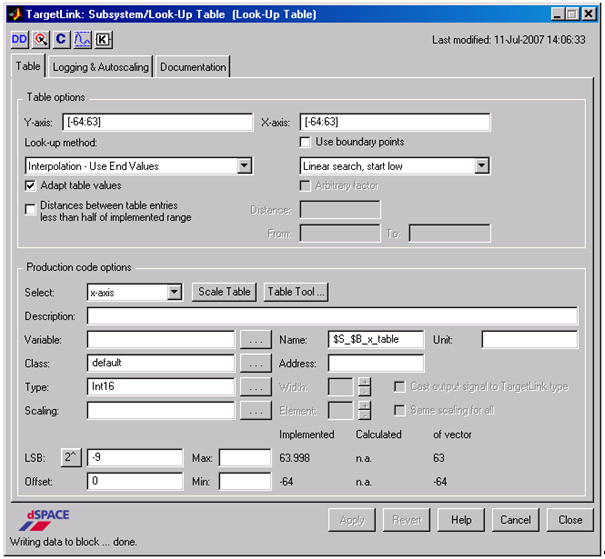 TargetLink: Subsystem/Look-Up Table (Look-Up Table)
DD C K Last modified: 11-Jul-2007 14:06:33
Table Logging & Autoscaling Documentation
Table options
Y-axis: [-64:63] X-axis: [-64:63]
Look-up method: Use boundary points
Interpolation - Use End Values Linear search, start low
Adapt table values Arbitrary factor
Distances between table entries
less than half of implemented range
Distance:
From: To:
Production code options
Select: x-axis Scale Table Table Tool ...
Description:
Variable: ... Name: $S_$B_x_table Unit:
Class: default ... Address:
Type: Int16 ... Width: + - Cast output signal to TargetLink type
Scaling: ... Element: + - Same scaling for all
Implemented Calculated of vector
LSB: 2^ -9 Max: 63.998 n.a. 63
Offset: 0 Min: -64 n.a. -64
dSPACE
Apply Revert Help Cancel Close
Writing data to block ... done.